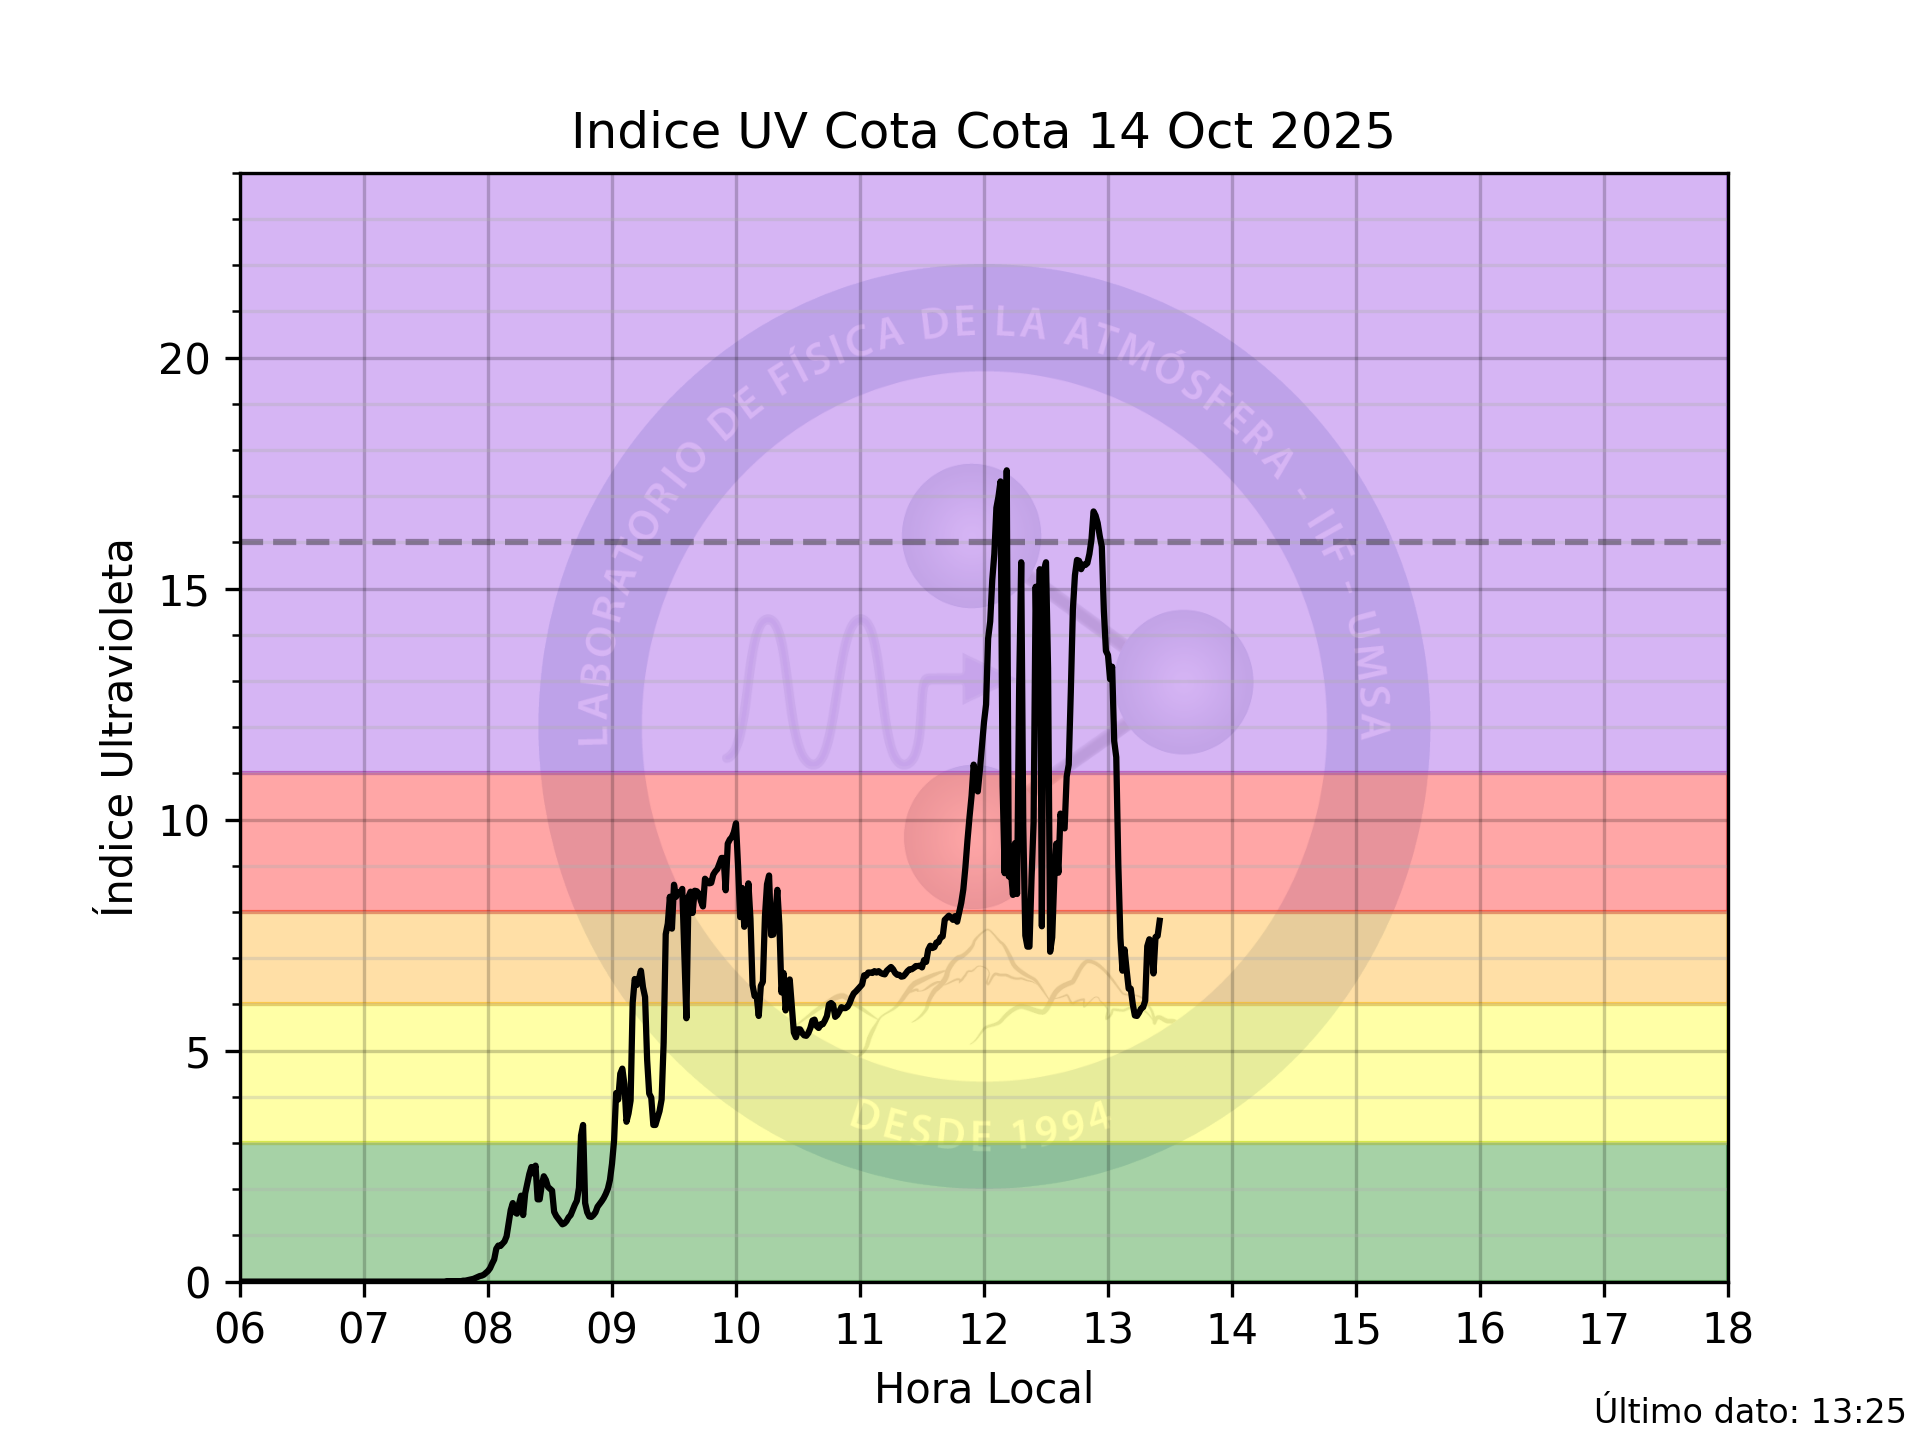 Indice UV Cota Cota 14 Oct 2025
LABORATORIO DE FÍSICA DE LA ATMÓSFERA - IIF - UMSA
DESDE 1994
Índice Ultravioleta
20
15
10
5
0
06 07 08 09 10 11 12 13 14 15 16 17 18
Hora Local
Último dato: 13:25